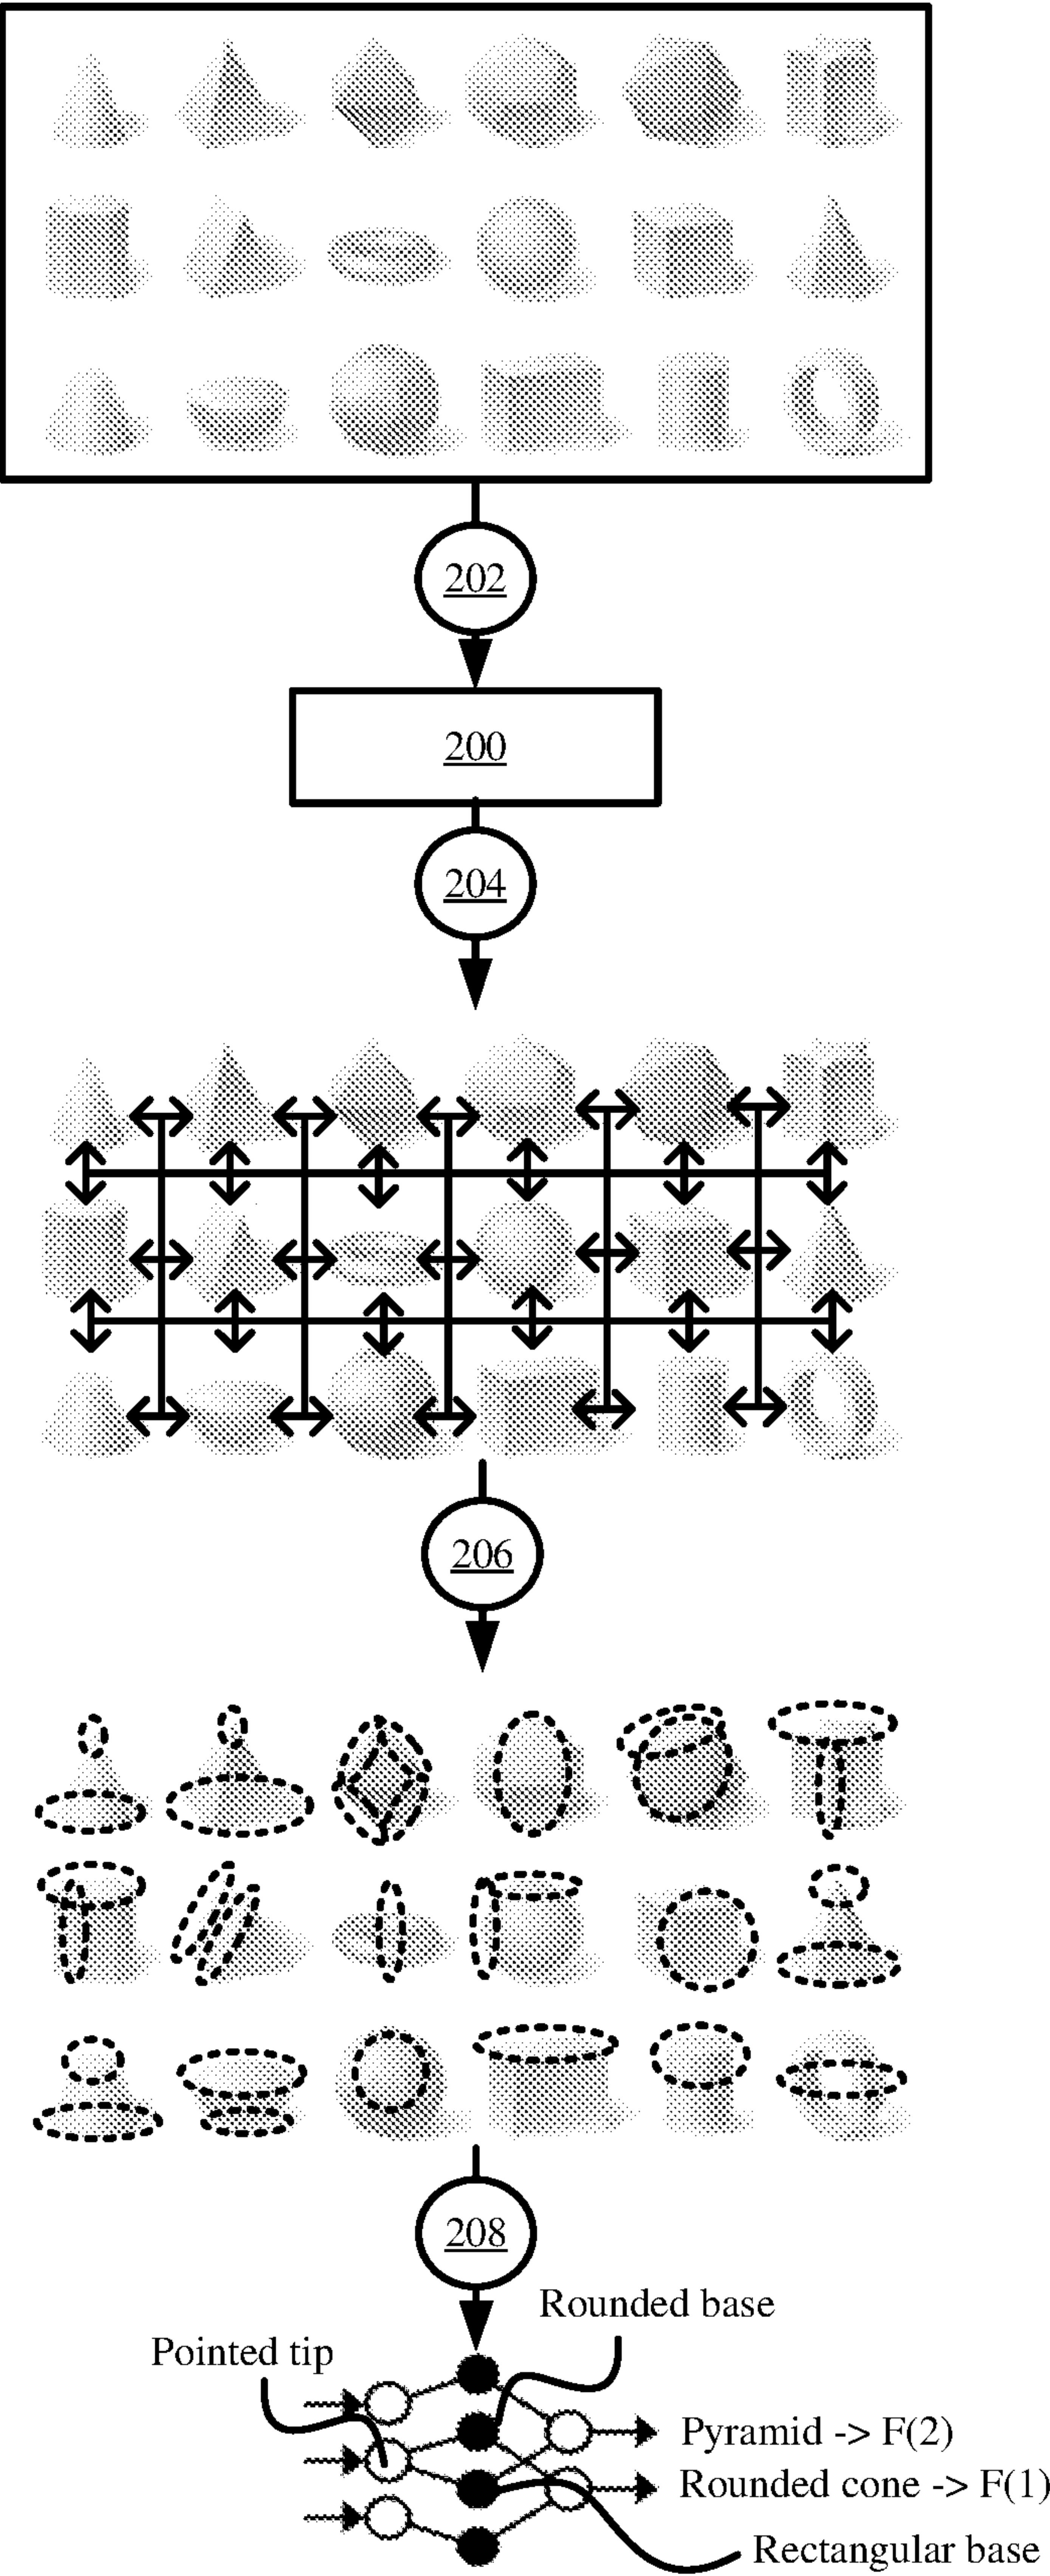 202
200
204
206
208
Rounded base
Pointed tip
Pyramid -> F(2)
Rounded cone -> F(1)
Rectangular base